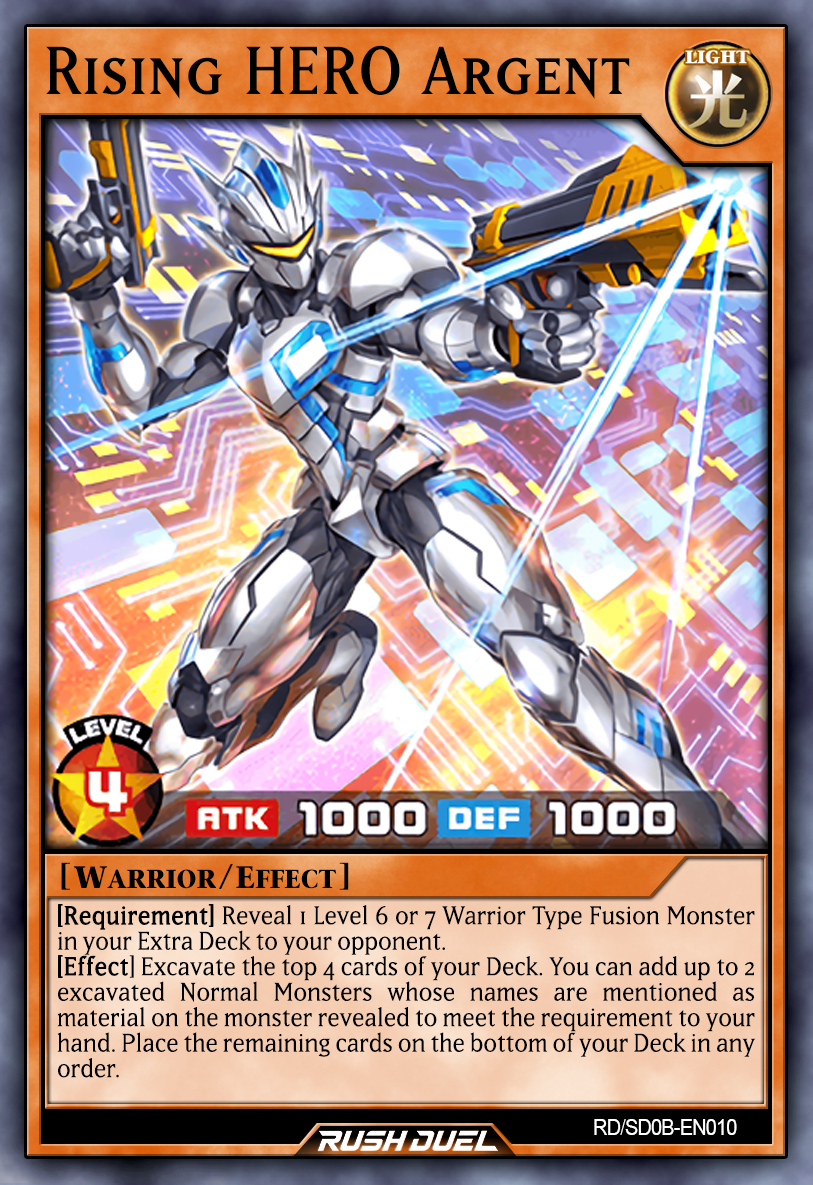 Rising HERO Argent
LIGHT
光
LEVEL
4
ATK 1000 DEF 1000
[Warrior/Effect]
[Requirement] Reveal 1 Level 6 or 7 Warrior Type Fusion Monster
in your Extra Deck to your opponent.
[Effect] Excavate the top 4 cards of your Deck. You can add up to 2
excavated Normal Monsters whose names are mentioned as
material on the monster revealed to meet the requirement to your
hand. Place the remaining cards on the bottom of your Deck in any
order.
RD/SD0B-EN010
RUSH DUEL